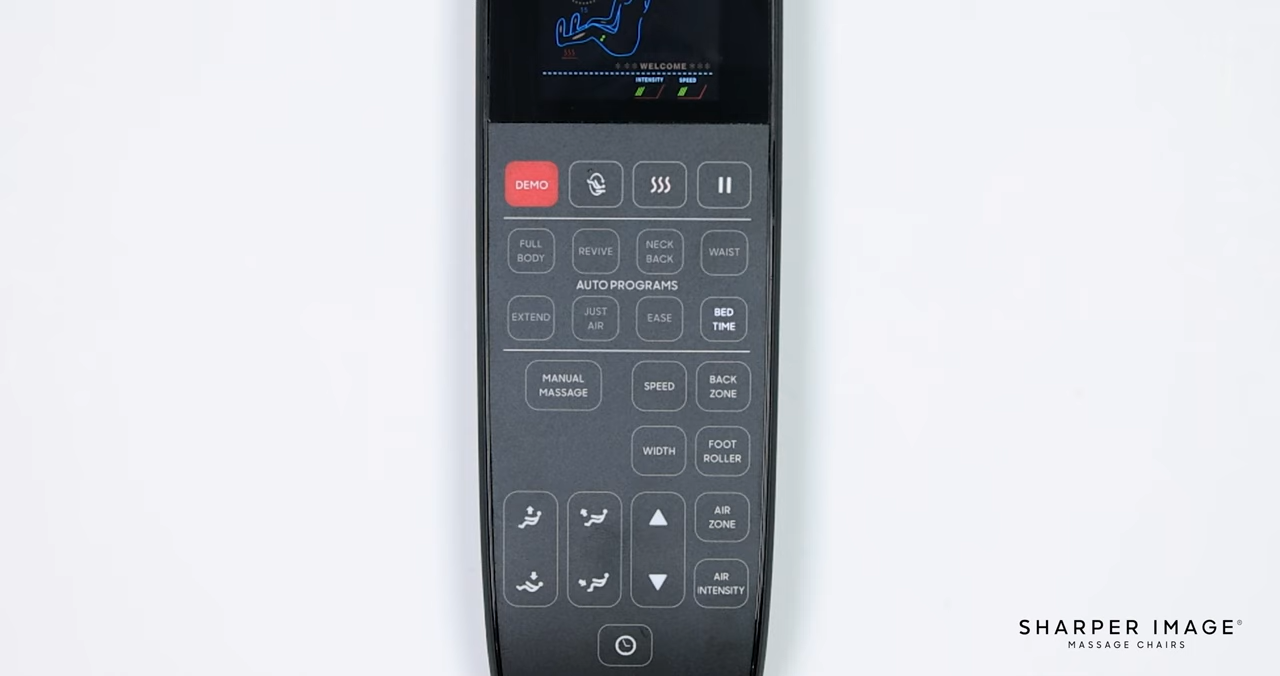 15
WELCOME
INTENSITY SPEED
DEMO
FULL
BODY
REVIVE
NECK
BACK
WAIST
AUTO PROGRAMS
EXTEND
JUST
AIR
EASE
BED
TIME
MANUAL
MASSAGE
SPEED
BACK
ZONE
WIDTH
FOOT
ROLLER
AIR
ZONE
AIR
INTENSITY
SHARPER IMAGE®
MASSAGE CHAIRS